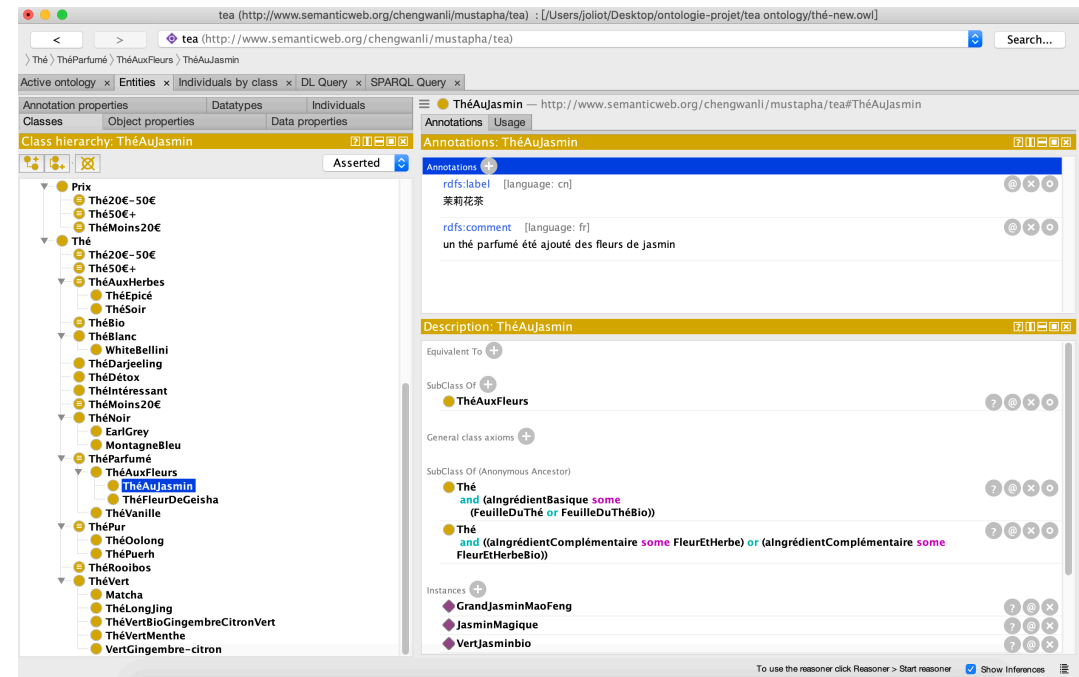 tea (http://www.semanticweb.org/chengwanli/mustapha/tea) : [/Users/joliot/Desktop/ontologie-projet/tea ontology/thé-new.owl]
< > tea (http://www.semanticweb.org/chengwanli/mustapha/tea) Search...
〉Thé 〉ThéParfumé 〉ThéAuxFleurs 〉ThéAuJasmin
Active ontology × Entities × Individuals by class × DL Query × SPARQL Query ×
Annotation properties Datatypes Individuals
Classes Object properties Data properties
Class hierarchy: ThéAuJasmin
Asserted
Prix
Thé20€-50€
Thé50€+
ThéMoins20€
Thé
Thé20€-50€
Thé50€+
ThéAuxHerbes
ThéEpicé
ThéSoir
ThéBio
ThéBlanc
WhiteBellini
ThéDarjeeling
ThéDétox
ThéIntéressant
ThéMoins20€
ThéNoir
EarlGrey
MontagneBleu
ThéParfumé
ThéAuxFleurs
ThéAuJasmin
ThéFleurDeGeisha
ThéVanille
ThéPur
ThéOolong
ThéPuerh
ThéRooibos
ThéVert
Matcha
ThéLongJing
ThéVertBioGingembreCitronVert
ThéVertMenthe
VertGingembre-citron
ThéAuJasmin — http://www.semanticweb.org/chengwanli/mustapha/tea#ThéAuJasmin
Annotations Usage
Annotations: ThéAuJasmin
Annotations
rdfs:label [language: cn]
茉莉花茶
rdfs:comment [language: fr]
un thé parfumé été ajouté des fleurs de jasmin
Description: ThéAuJasmin
Equivalent To
SubClass Of
ThéAuxFleurs
General class axioms
SubClass Of (Anonymous Ancestor)
Thé
and (aIngrédientBasique some
(FeuilleDuThé or FeuilleDuThéBio))
Thé
and ((aIngrédientComplémentaire some FleurEtHerbe) or (aIngrédientComplémentaire some
FleurEtHerbeBio))
Instances
GrandJasminMaoFeng
JasminMagique
VertJasminbio
To use the reasoner click Reasoner > Start reasoner Show Inferences